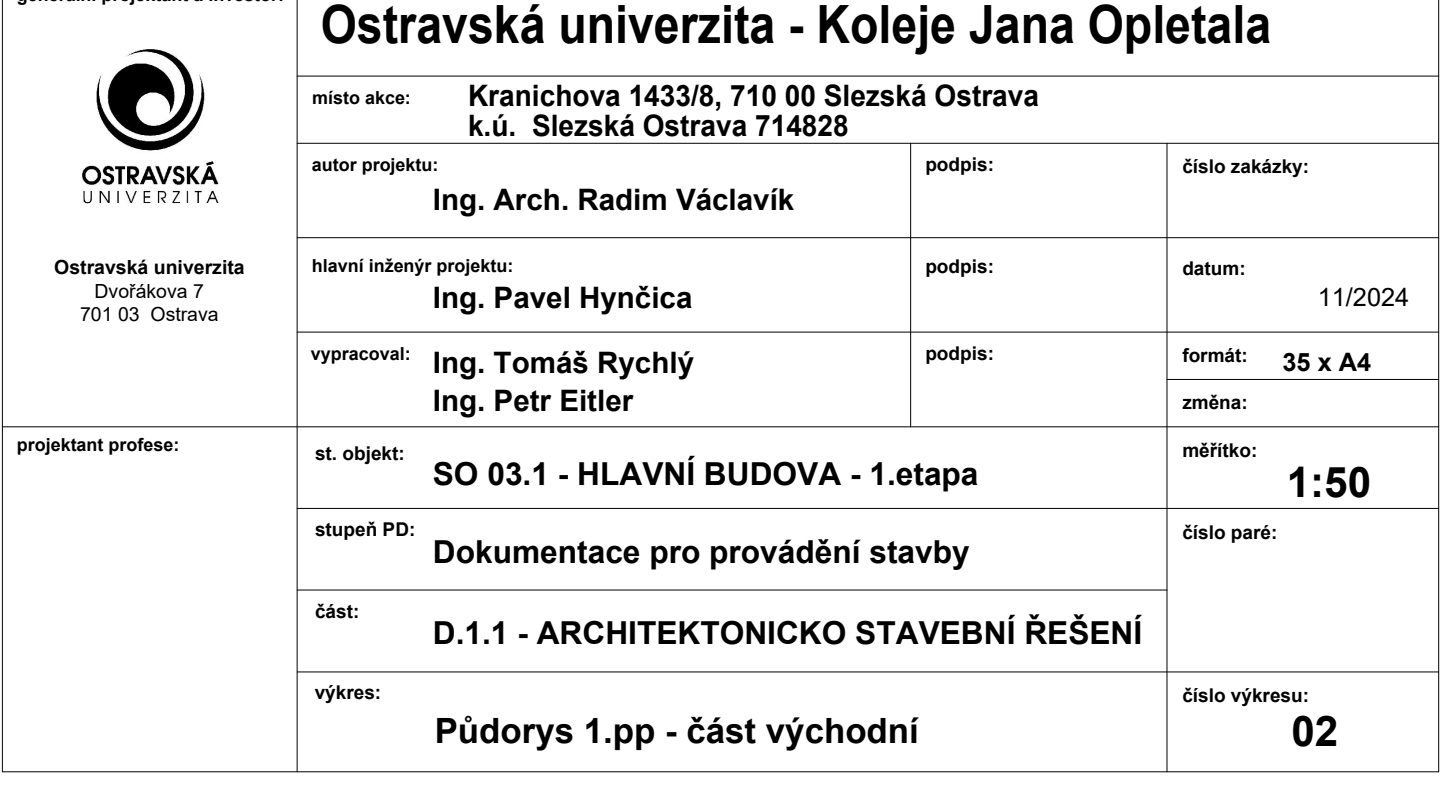 generální projektant a investor:
Ostravská univerzita - Koleje Jana Opletala
OSTRAVSKÁ
UNIVERZITA
Ostravská univerzita
Dvořákova 7
701 03 Ostrava
místo akce:
Kranichova 1433/8, 710 00 Slezská Ostrava
k.ú. Slezská Ostrava 714828
autor projektu:
Ing. Arch. Radim Václavík
podpis:
číslo zakázky:
hlavní inženýr projektu:
Ing. Pavel Hynčica
podpis:
datum:
11/2024
vypracoval:
Ing. Tomáš Rychlý
Ing. Petr Eitler
podpis:
formát:
35 x A4
změna:
projektant profese:
st. objekt:
SO 03.1 - HLAVNÍ BUDOVA - 1.etapa
měřítko:
1:50
stupeň PD:
Dokumentace pro provádění stavby
číslo paré:
část:
D.1.1 - ARCHITEKTONICKO STAVEBNÍ ŘEŠENÍ
výkres:
Půdorys 1.pp - část východní
číslo výkresu:
02